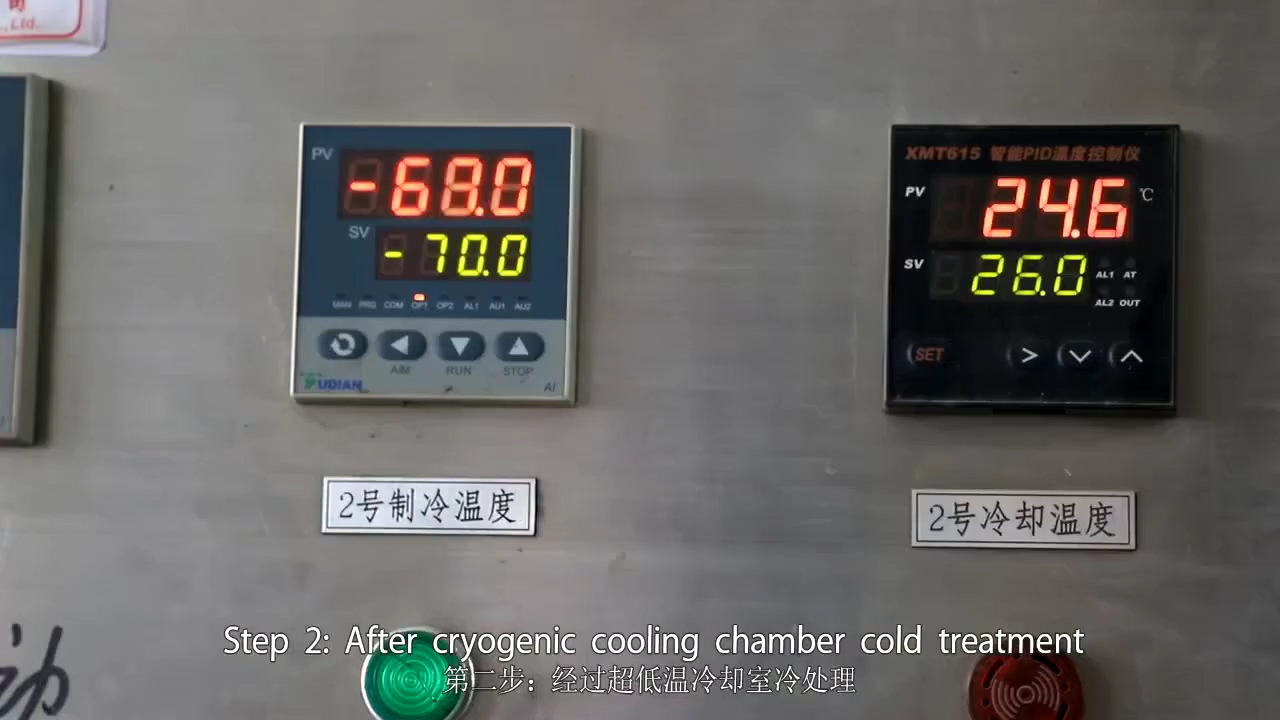 司
., Ltd.
PV
-68.0
SV
-70.0
MAN PRG COM OP1 OP2 AL1 AU1 AU2
A/M RUN STOP
YUDIAN
AI
XMT615 智能PID温度控制仪
PV
24.6 ℃
SV
26.0
AL1 AT
AL2 OUT
SET
2号制冷温度
2号冷却温度
动
Step 2: After cryogenic cooling chamber cold treatment
第二步：经过超低温冷却室冷处理